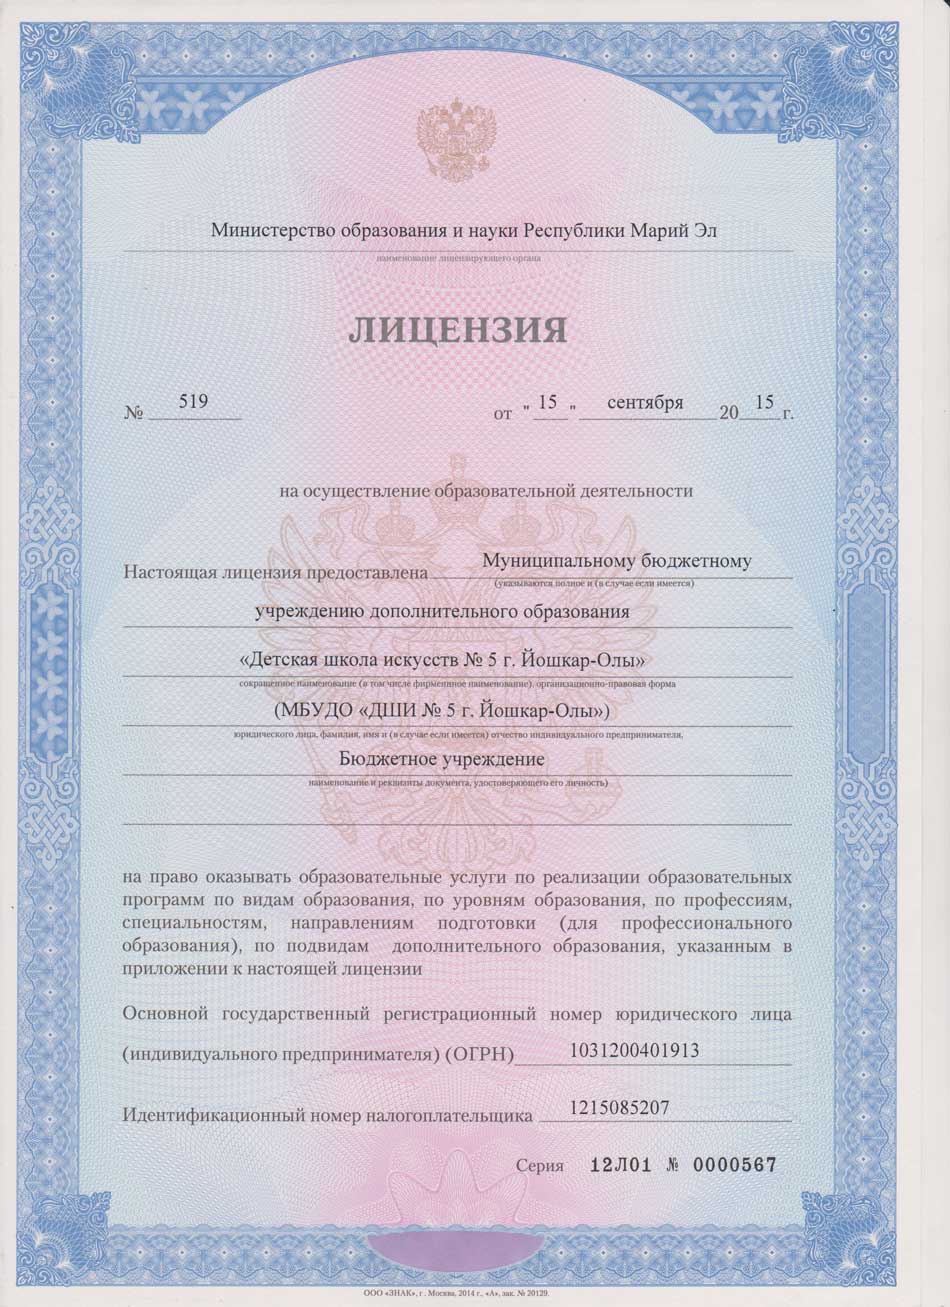 Министерство образования и науки Республики Марий Эл
наименование лицензирующего органа
ЛИЦЕНЗИЯ
№ 519 от " 15 " сентября 20 15 г.
на осуществление образовательной деятельности
Настоящая лицензия предоставлена Муниципальному бюджетному
(указываются полное и (в случае если имеется)
учреждению дополнительного образования
«Детская школа искусств № 5 г. Йошкар-Олы»
сокращенное наименование (в том числе фирменное наименование), организационно-правовая форма
(МБУДО «ДШИ № 5 г. Йошкар-Олы»)
юридического лица, фамилия, имя и (в случае если имеется) отчество индивидуального предпринимателя,
Бюджетное учреждение
наименование и реквизиты документа, удостоверяющего его личность)
на право оказывать образовательные услуги по реализации образовательных
программ по видам образования, по уровням образования, по профессиям,
специальностям, направлениям подготовки (для профессионального
образования), по подвидам дополнительного образования, указанным в
приложении к настоящей лицензии
Основной государственный регистрационный номер юридического лица
(индивидуального предпринимателя) (ОГРН) 1031200401913
Идентификационный номер налогоплательщика 1215085207
Серия 12Л01 № 0000567
ООО «ЗНАК», г. Москва, 2014 г., «А», зак. № 20129.